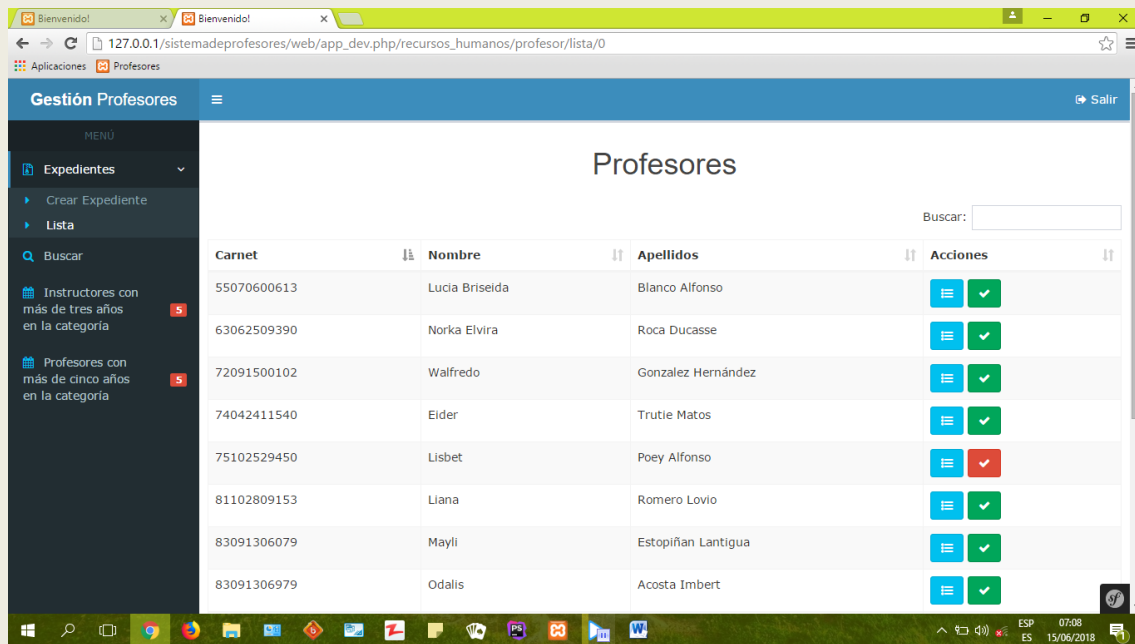 Bienvenido!
Bienvenido!
127.0.0.1/sistemadeprofesores/web/app_dev.php/recursos_humanos/profesor/lista/0
Aplicaciones Profesores
Gestión Profesores
Salir
MENÚ
Expedientes
Crear Expediente
Lista
Buscar
Instructores con
más de tres años 5
en la categoría
Profesores con
más de cinco años 5
en la categoría
Profesores
Buscar:
Carnet Nombre Apellidos Acciones
55070600613 Lucia Briseida Blanco Alfonso
63062509390 Norka Elvira Roca Ducasse
72091500102 Walfredo Gonzalez Hernández
74042411540 Eider Trutie Matos
75102529450 Lisbet Poey Alfonso
81102809153 Liana Romero Lovio
83091306079 Mayli Estopiñan Lantigua
83091306979 Odalis Acosta Imbert
sf
PS
W
ESP 07:08
ES 15/06/2018